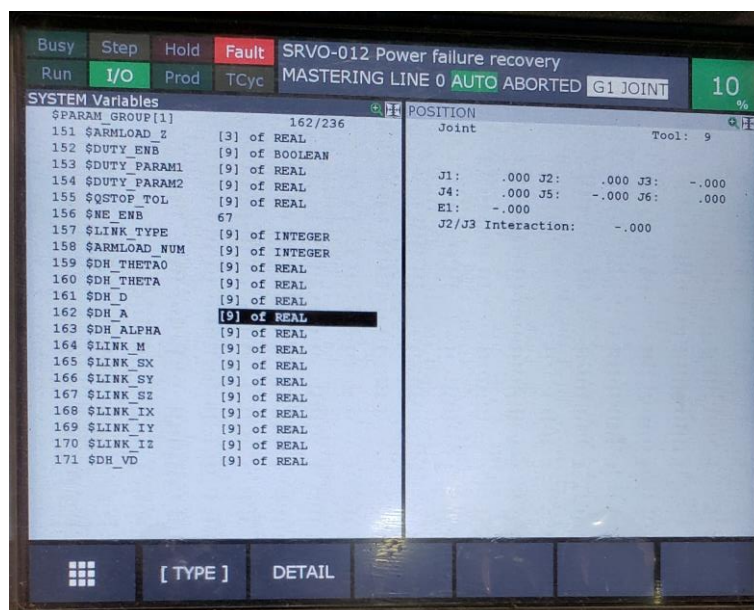 Busy Step Hold Fault SRVO-012 Power failure recovery
Run I/O Prod TCyc MASTERING LINE 0 AUTO ABORTED G1 JOINT 10 %
SYSTEM Variables
$PARAM_GROUP[1] 162/236
151 $ARMLOAD_Z [3] of REAL
152 $DUTY_ENB [9] of BOOLEAN
153 $DUTY_PARAM1 [9] of REAL
154 $DUTY_PARAM2 [9] of REAL
155 $QSTOP_TOL [9] of REAL
156 $NE_ENB 67
157 $LINK_TYPE [9] of INTEGER
158 $ARMLOAD_NUM [9] of INTEGER
159 $DH_THETA0 [9] of REAL
160 $DH_THETA [9] of REAL
161 $DH_D [9] of REAL
162 $DH_A [9] of REAL
163 $DH_ALPHA [9] of REAL
164 $LINK_M [9] of REAL
165 $LINK_SX [9] of REAL
166 $LINK_SY [9] of REAL
167 $LINK_SZ [9] of REAL
168 $LINK_IX [9] of REAL
169 $LINK_IY [9] of REAL
170 $LINK_IZ [9] of REAL
171 $DH_VD [9] of REAL
POSITION
Joint Tool: 9
J1: .000 J2: .000 J3: -.000
J4: .000 J5: -.000 J6: .000
E1: -.000
J2/J3 Interaction: -.000
[ TYPE ] DETAIL